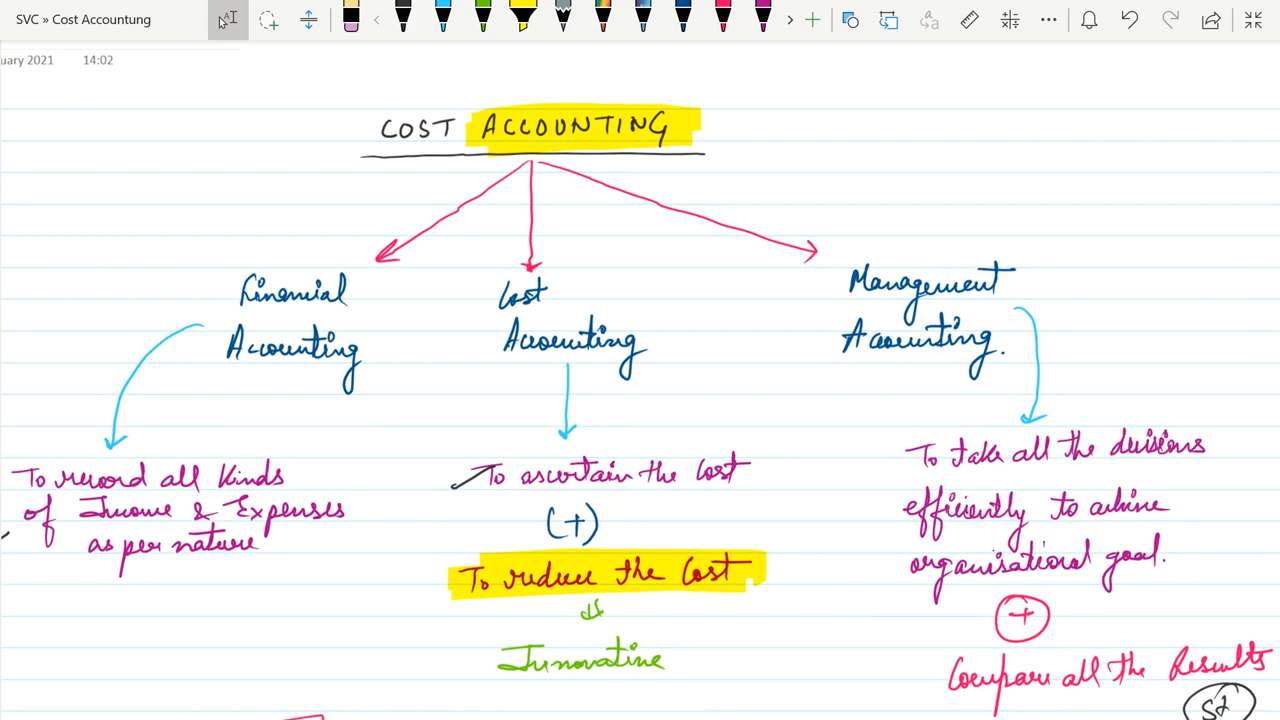 SVC » Cost Accountung
uary 2021 14:02
COST ACCOUNTING
Financial
Accounting
Cost
Accounting
Management
Accounting.
To record all kinds
of Income & Expenses
as per nature
To ascertain the cost
(+)
To reduce the cost
Innovative
To take all the decisions
efficiently to achieve
organisational goal.
+
Compare all the Results